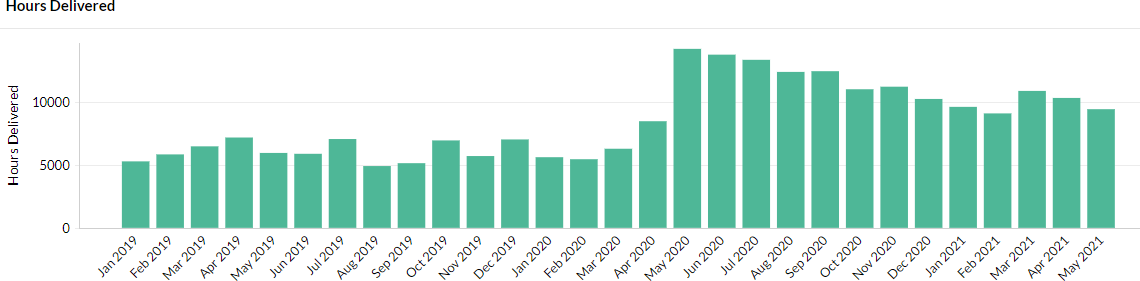 Hours Delivered
Hours Delivered
10000
5000
0
Jan 2019
Feb 2019
Mar 2019
Apr 2019
May 2019
Jun 2019
Jul 2019
Aug 2019
Sep 2019
Oct 2019
Nov 2019
Dec 2019
Jan 2020
Feb 2020
Mar 2020
Apr 2020
May 2020
Jun 2020
Jul 2020
Aug 2020
Sep 2020
Oct 2020
Nov 2020
Dec 2020
Jan 2021
Feb 2021
Mar 2021
Apr 2021
May 2021